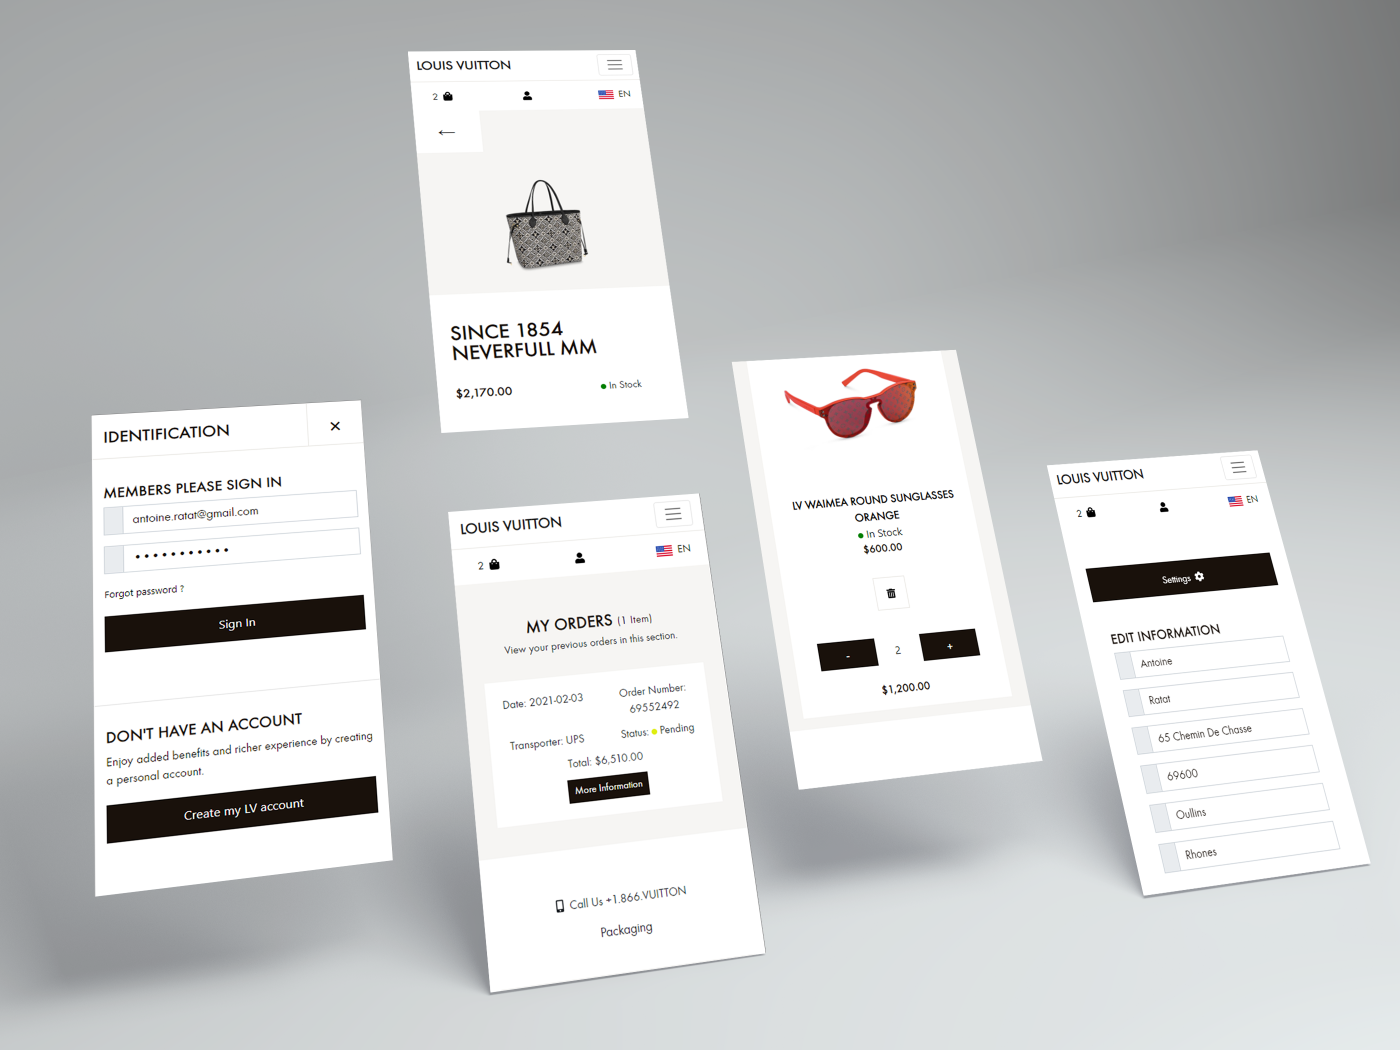 LOUIS VUITTON
2
EN
←
SINCE 1854
NEVERFULL MM
$2,170.00
In Stock
IDENTIFICATION
×
MEMBERS PLEASE SIGN IN
antoine.ratat@gmail.com
•••••••••••
Forgot password ?
Sign In
DON'T HAVE AN ACCOUNT
Enjoy added benefits and richer experience by creating
a personal account.
Create my LV account
LOUIS VUITTON
2
EN
MY ORDERS (1 Item)
View your previous orders in this section.
Date: 2021-02-03
Order Number:
69552492
Transporter: UPS
Status: Pending
Total: $6,510.00
More Information
Call Us +1.866.VUITTON
Packaging
LV WAIMEA ROUND SUNGLASSES
ORANGE
In Stock
$600.00
- 2 +
$1,200.00
LOUIS VUITTON
2
EN
Settings
EDIT INFORMATION
Antoine
Ratat
65 Chemin De Chasse
69600
Oullins
Rhones